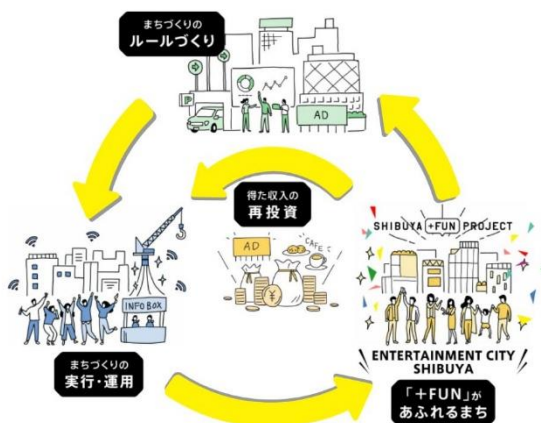 まちづくりの
ルールづくり
P
AD
得た収入の
再投資
AD
CAFE
¥
SHIBUYA +FUN PROJECT
INFO BOX
まちづくりの
実行・運用
ENTERTAINMENT CITY
SHIBUYA
「+FUN」が
あふれるまち